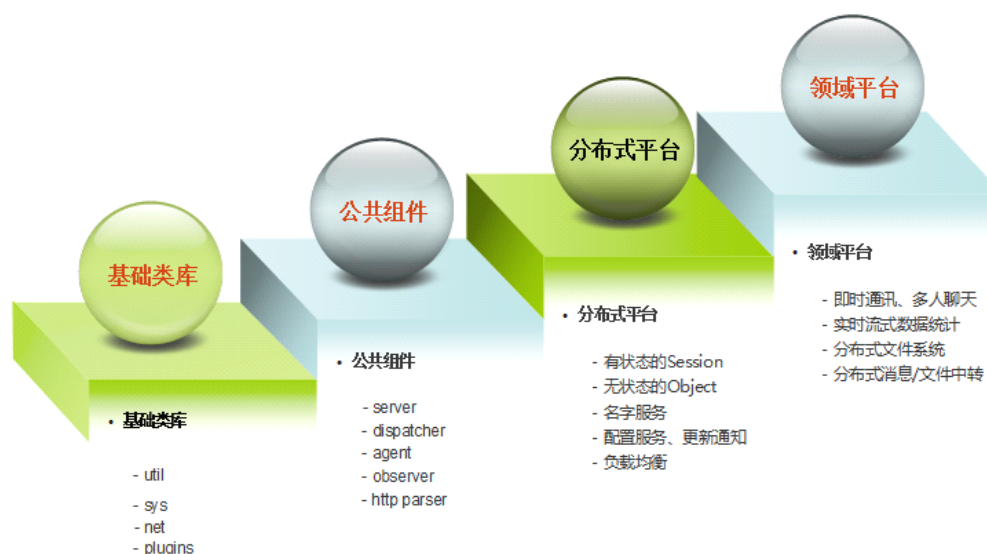 基础类库
公共组件
分布式平台
领域平台
• 基础类库
- util
- sys
- net
- plugins
• 公共组件
- server
- dispatcher
- agent
- observer
- http parser
• 分布式平台
- 有状态的Session
- 无状态的Object
- 名字服务
- 配置服务、更新通知
- 负载均衡
• 领域平台
- 即时通讯、多人聊天
- 实时流式数据统计
- 分布式文件系统
- 分布式消息/文件中转